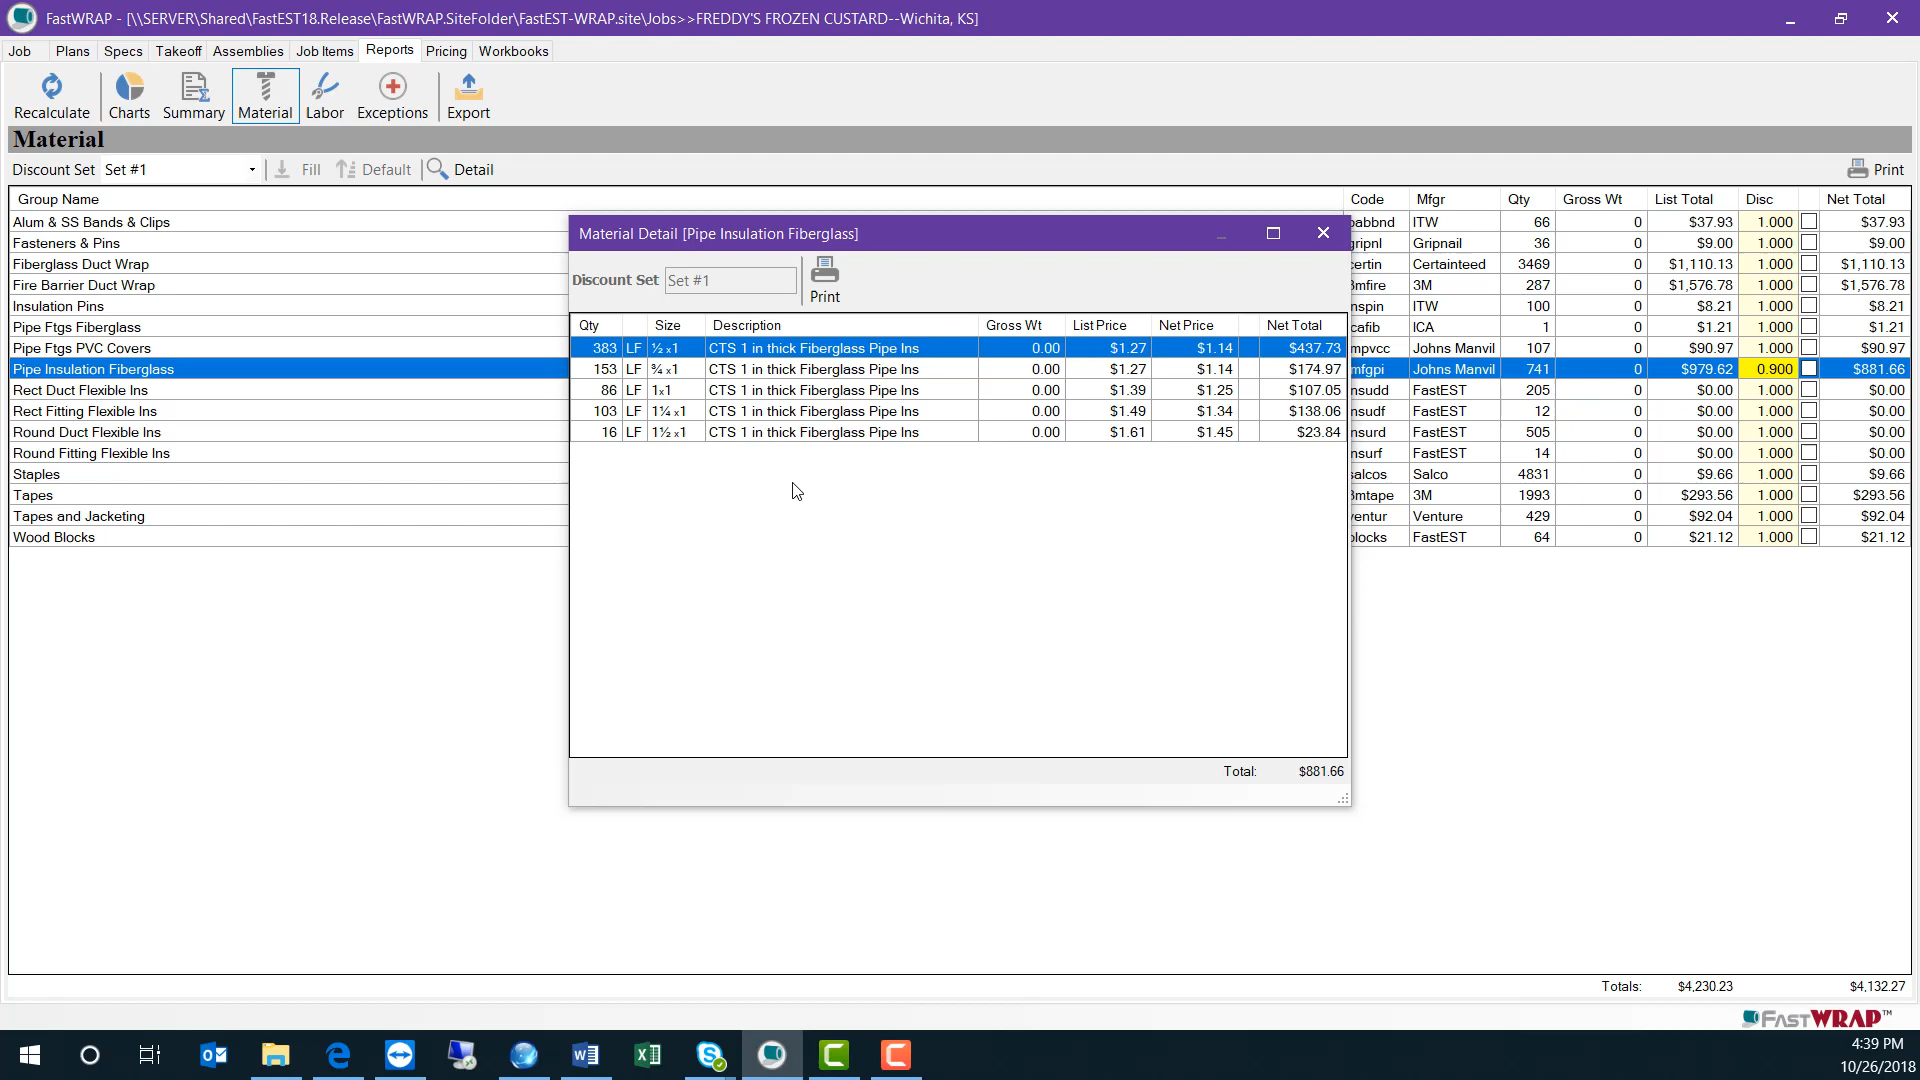 FastWRAP - [\\SERVER\Shared\FastEST18.Release\FastWRAP.SiteFolder\FastEST-WRAP.site\Jobs>>FREDDY'S FROZEN CUSTARD--Wichita, KS]
Job Plans Specs Takeoff Assemblies Job Items Reports Pricing Workbooks
Recalculate Charts Summary Material Labor Exceptions Export
Material
Discount Set Set #1 Fill Default Detail Print
Group Name Code Mfgr Qty Gross Wt List Total Disc Net Total
Alum & SS Bands & Clips babbnd ITW 66 0 $37.93 1.000 $37.93
Fasteners & Pins gripnl Gripnail 36 0 $9.00 1.000 $9.00
Fiberglass Duct Wrap certin Certainteed 3469 0 $1,110.13 1.000 $1,110.13
Fire Barrier Duct Wrap 3mfire 3M 287 0 $1,576.78 1.000 $1,576.78
Insulation Pins nspin ITW 100 0 $8.21 1.000 $8.21
Pipe Ftgs Fiberglass cafib ICA 1 0 $1.21 1.000 $1.21
Pipe Ftgs PVC Covers mpvcc Johns Manvil 107 0 $90.97 1.000 $90.97
Pipe Insulation Fiberglass mfgpi Johns Manvil 741 0 $979.62 0.900 $881.66
Rect Duct Flexible Ins nsudd FastEST 205 0 $0.00 1.000 $0.00
Rect Fitting Flexible Ins nsudf FastEST 12 0 $0.00 1.000 $0.00
Round Duct Flexible Ins nsurd FastEST 505 0 $0.00 1.000 $0.00
Round Fitting Flexible Ins nsurf FastEST 14 0 $0.00 1.000 $0.00
Staples salcos Salco 4831 0 $9.66 1.000 $9.66
Tapes 3mtape 3M 1993 0 $293.56 1.000 $293.56
Tapes and Jacketing ventur Venture 429 0 $92.04 1.000 $92.04
Wood Blocks blocks FastEST 64 0 $21.12 1.000 $21.12
Material Detail [Pipe Insulation Fiberglass]
Discount Set Set #1 Print
Qty Size Description Gross Wt List Price Net Price Net Total
383 LF ½ x1 CTS 1 in thick Fiberglass Pipe Ins 0.00 $1.27 $1.14 $437.73
153 LF ¾ x1 CTS 1 in thick Fiberglass Pipe Ins 0.00 $1.27 $1.14 $174.97
86 LF 1x1 CTS 1 in thick Fiberglass Pipe Ins 0.00 $1.39 $1.25 $107.05
103 LF 1¼ x1 CTS 1 in thick Fiberglass Pipe Ins 0.00 $1.49 $1.34 $138.06
16 LF 1½ x1 CTS 1 in thick Fiberglass Pipe Ins 0.00 $1.61 $1.45 $23.84
Total: $881.66
Totals: $4,230.23 $4,132.27
FASTWRAP™
4:39 PM
10/26/2018